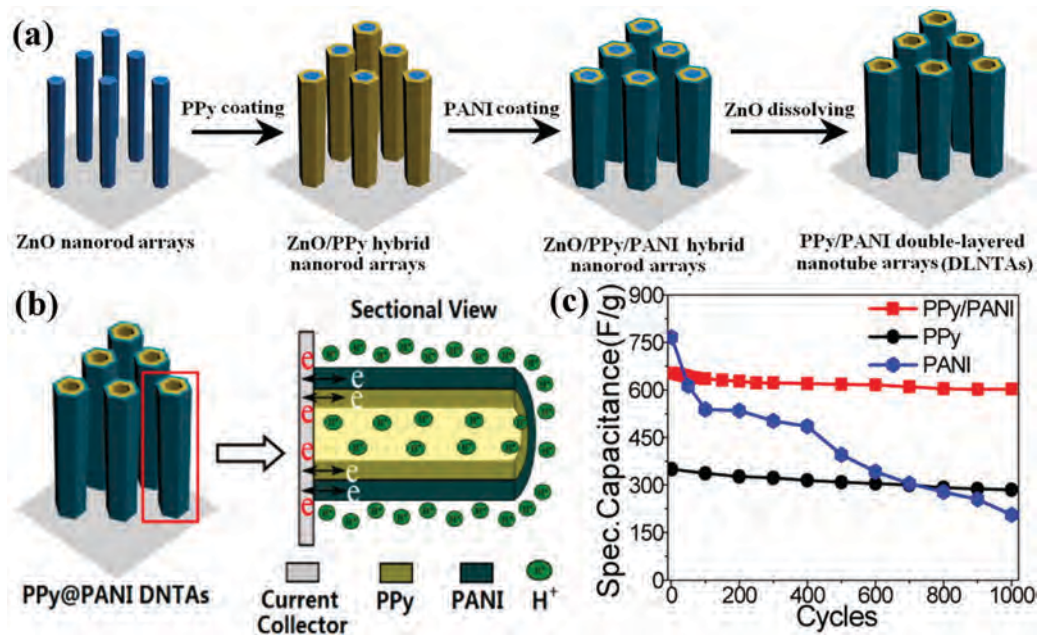 (a)
PPy coating
PANI coating
ZnO dissolving
ZnO nanorod arrays
ZnO/PPy hybrid
nanorod arrays
ZnO/PPy/PANI hybrid
nanorod arrays
PPy/PANI double-layered
nanotube arrays (DLNTAs)
(b)
Sectional View
e
e
e
e
e
e
e
e
PPy@PANI DNTAs
Current
Collector
PPy
PANI
H+
(c)
Spec.Capacitance(F/g)
900
750
600
450
300
150
0
PPy/PANI
PPy
PANI
0 200 400 600 800 1000
Cycles